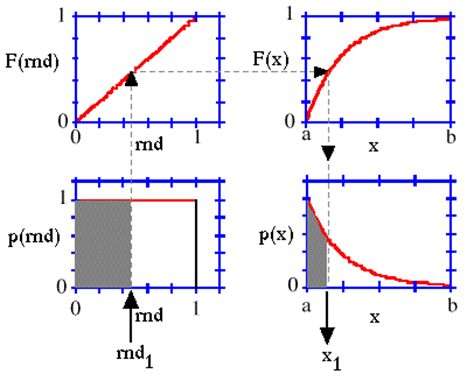 1
F(rnd)
0
0
1
rnd
1
F(x)
0
a
b
x
1
p(rnd)
0
0
1
rnd
rnd1
p(x)
0
a
b
x
x1